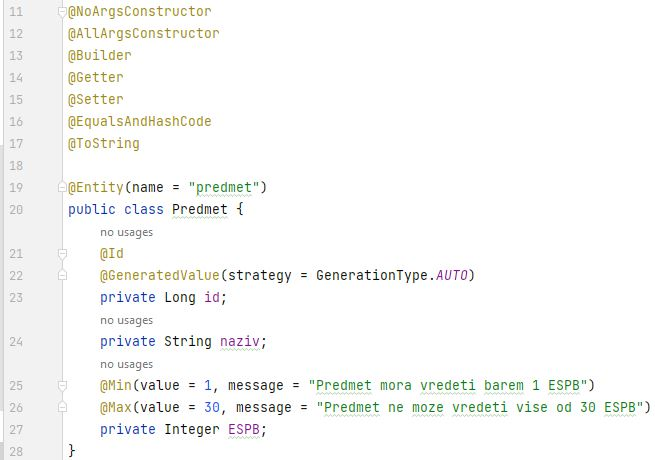 11 @NoArgsConstructor
12 @AllArgsConstructor
13 @Builder
14 @Getter
15 @Setter
16 @EqualsAndHashCode
17 @ToString
18
19 @Entity(name = "predmet")
20 public class Predmet {
no usages
21 @Id
22 @GeneratedValue(strategy = GenerationType.AUTO)
23 private Long id;
no usages
24 private String naziv;
no usages
25 @Min(value = 1, message = "Predmet mora vredeti barem 1 ESPB")
26 @Max(value = 30, message = "Predmet ne moze vredeti vise od 30 ESPB")
27 private Integer ESPB;
28 }